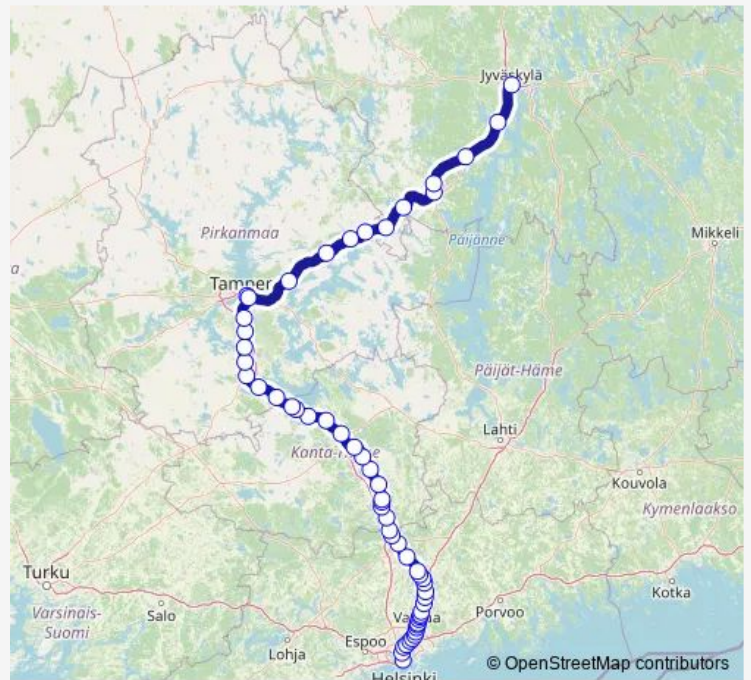 Jyväskylä
Mikkeli
Pirkanmaa
Päijänne
a
Tamper
Päijät-Häme
Lahti
Kouvola
Kymenlaakso
Turku
Kotka
Varsinais-
Suomi
Salo
Porvoo
Espoo
Lohja
Helsinki
© OpenStreetMap contributors